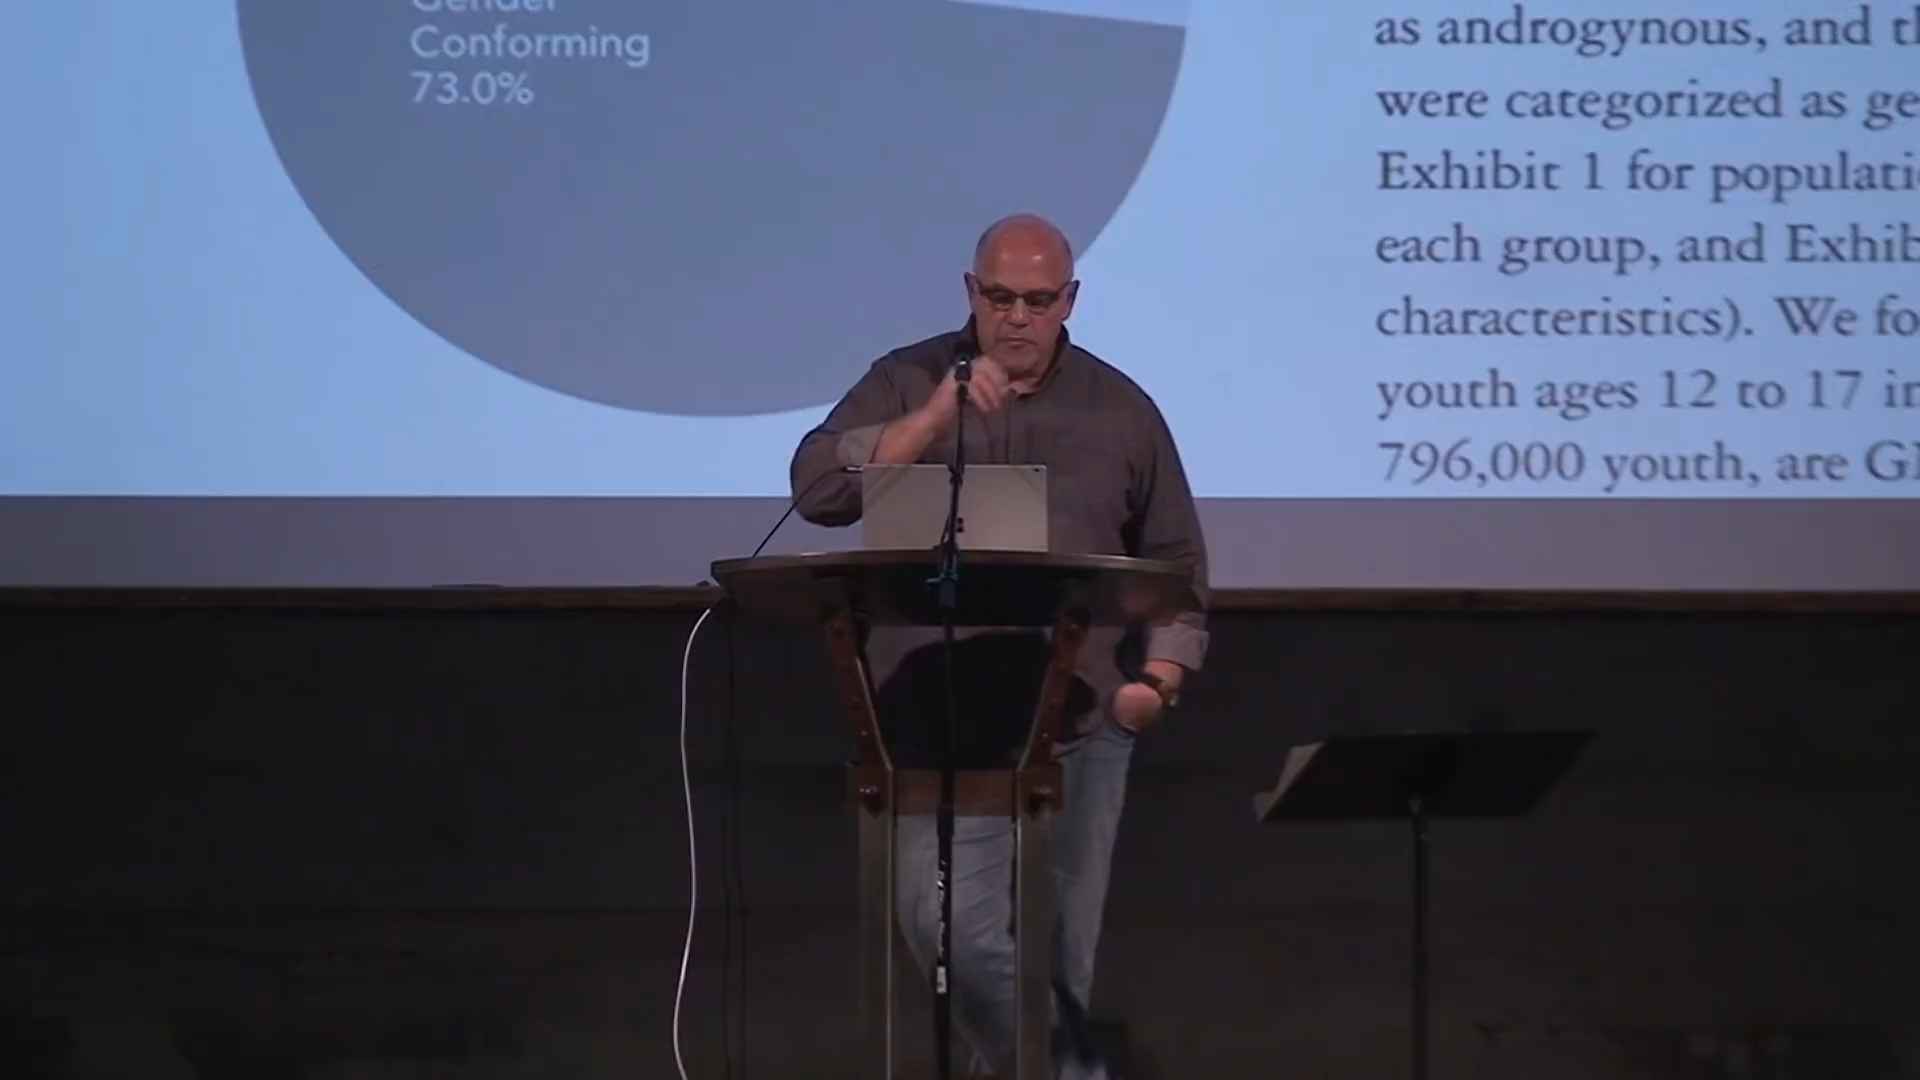 Gender
Conforming
73.0%
as androgynous, and
were categorized as
Exhibit 1 for
each group, and
characteristics). We
youth ages 12 to 17
796,000 youth, are